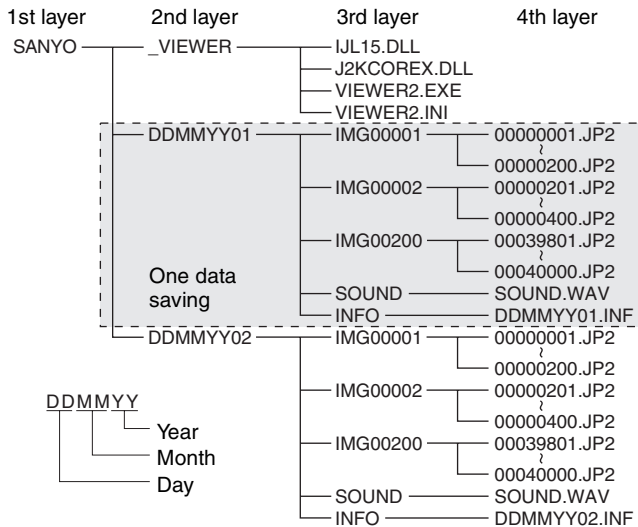 1st layer 2nd layer 3rd layer 4th layer
SANYO _VIEWER IJL15.DLL
J2KCOREX.DLL
VIEWER2.EXE
VIEWER2.INI
DDMMYY01 IMG00001 00000001.JP2
~
00000200.JP2
IMG00002 00000201.JP2
~
00000400.JP2
IMG00200 00039801.JP2
~
One data 00040000.JP2
saving SOUND SOUND.WAV
INFO DDMMYY01.INF
DDMMYY02 IMG00001 00000001.JP2
~
00000200.JP2
IMG00002 00000201.JP2
~
DDMMYY 00000400.JP2
Year IMG00200 00039801.JP2
~
Month 00040000.JP2
Day SOUND SOUND.WAV
INFO DDMMYY02.INF